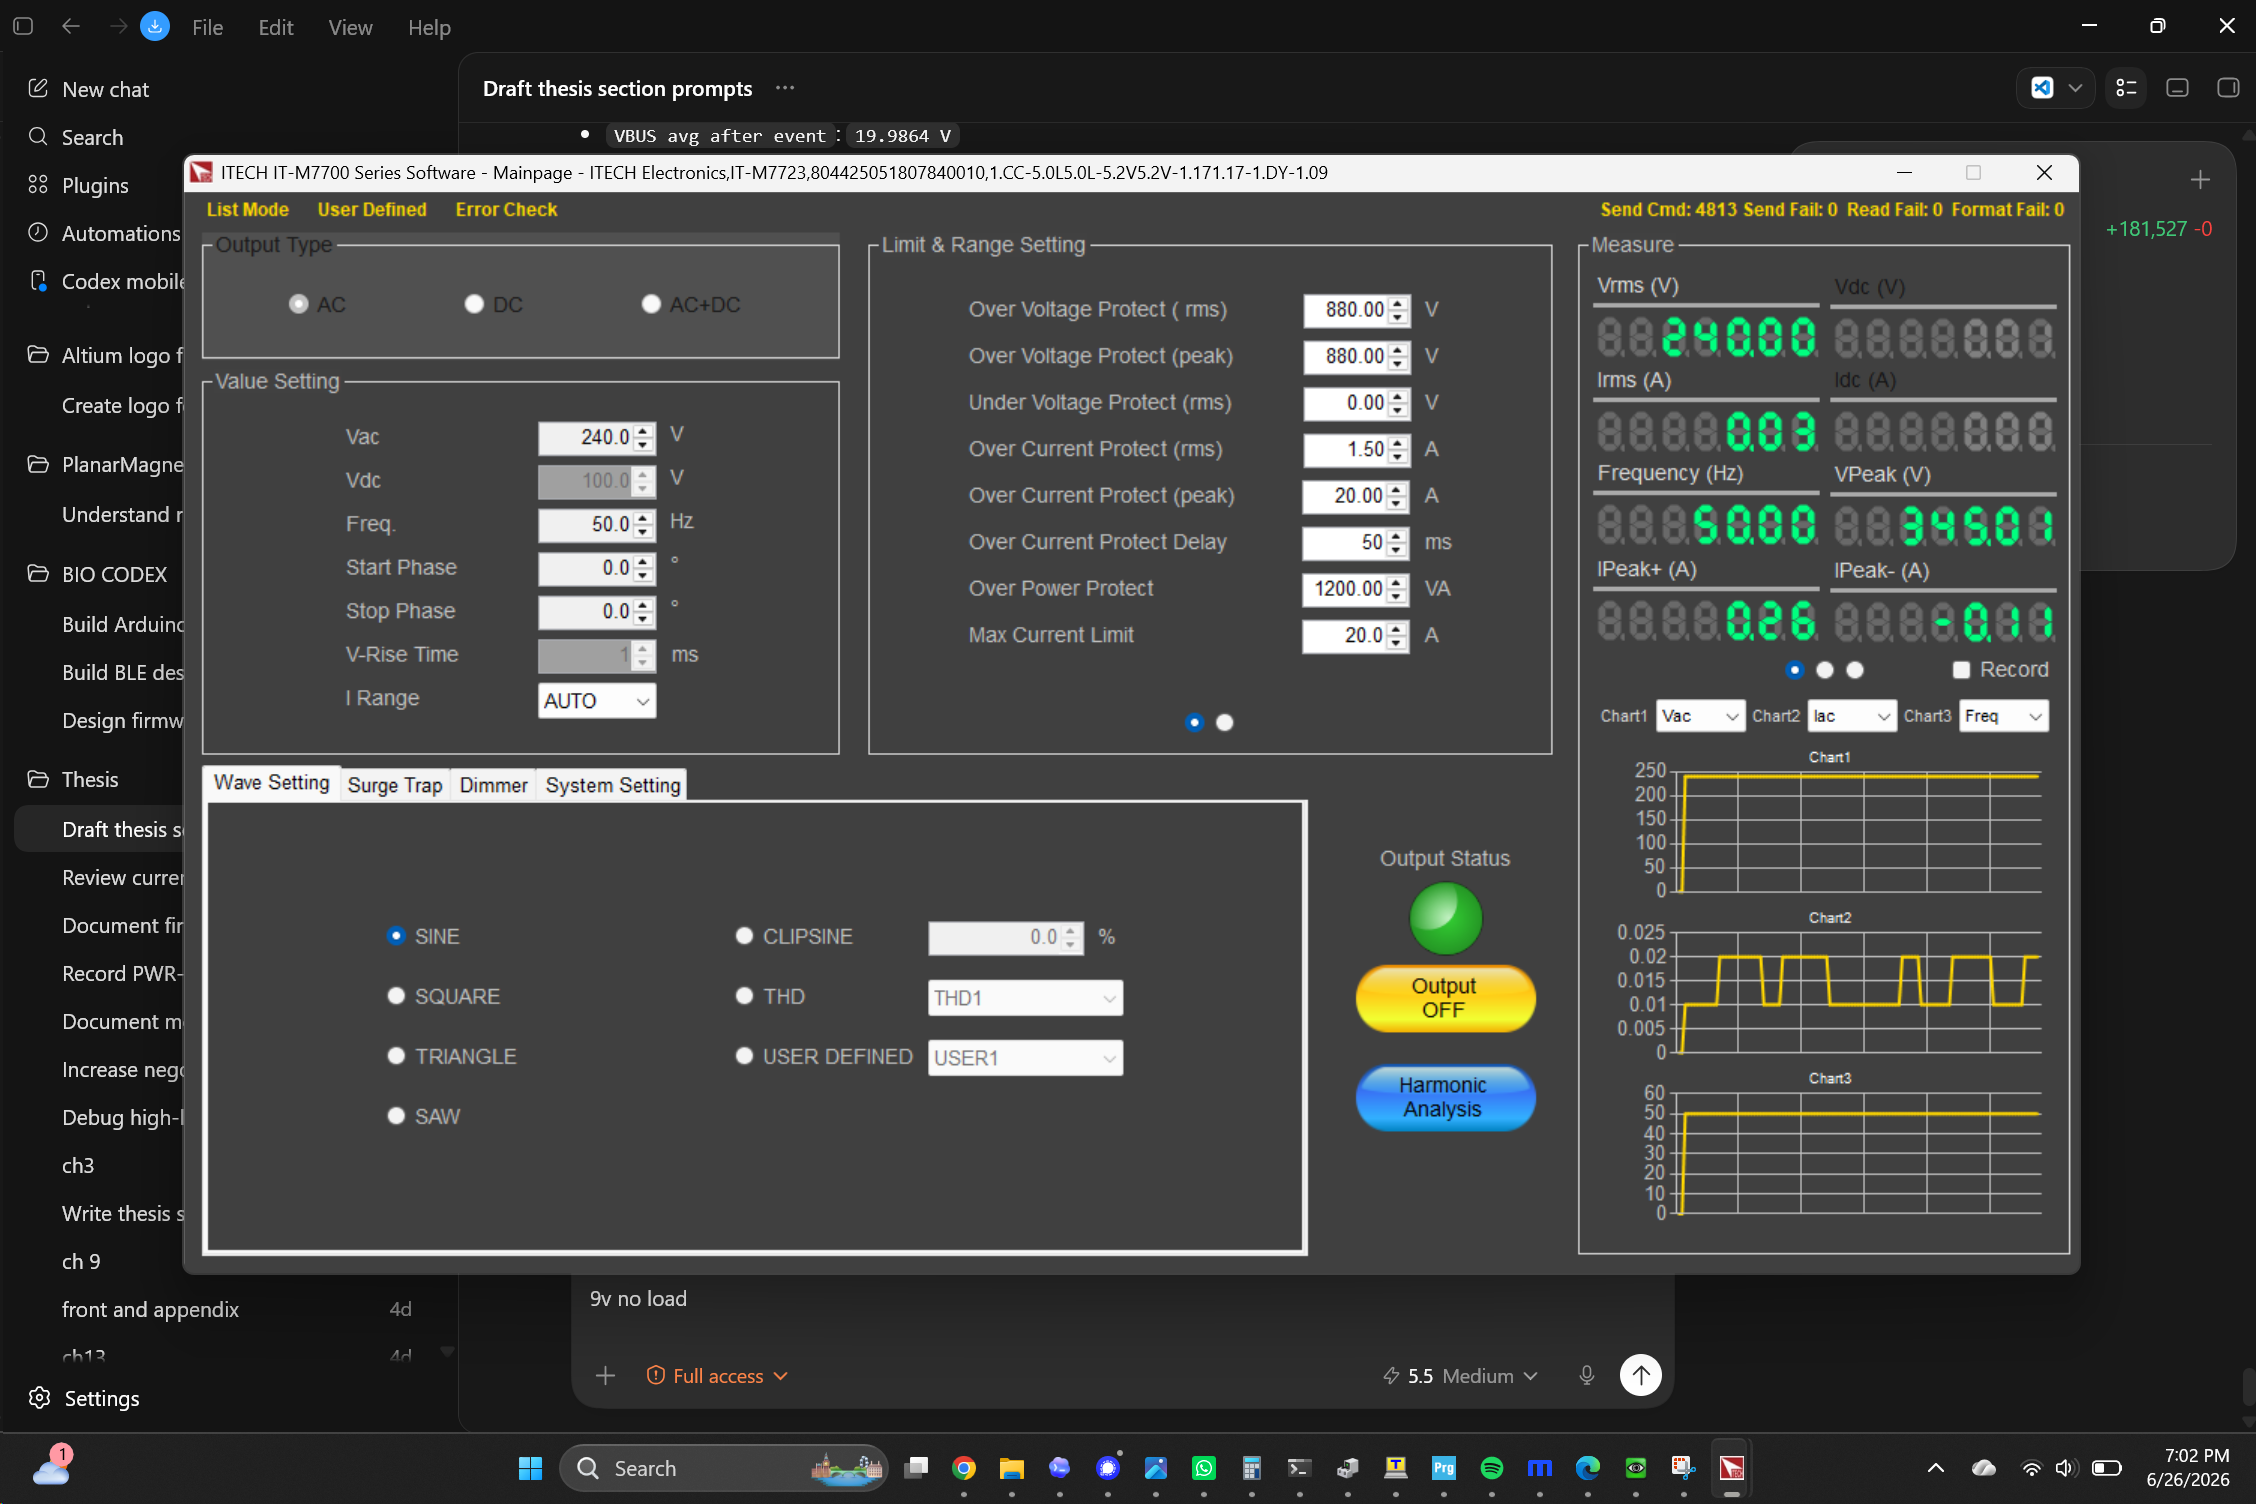 File Edit View Help
New chat
Search
Plugins
Automations
Codex mobile
Altium logo f
Create logo f
PlanarMagne
Understand r
BIO CODEX
Build Arduino
Build BLE des
Design firmw
Thesis
Draft thesis s
Review currer
Document fir
Record PWR-
Document m
Increase nego
Debug high-l
ch3
Write thesis s
ch 9
front and appendix 4d
ch13 4d
Settings
Draft thesis section prompts ...
VBUS avg after event : 19.9864 V
+181,527 -0
ITECH IT-M7700 Series Software - Mainpage - ITECH Electronics,IT-M7723,804425051807840010,1.CC-5.0L5.0L-5.2V5.2V-1.171.17-1.DY-1.09
List Mode User Defined Error Check
Send Cmd: 4813 Send Fail: 0 Read Fail: 0 Format Fail: 0
Output Type
AC DC AC+DC
Value Setting
Vac 240.0 V
Vdc 100.0 V
Freq. 50.0 Hz
Start Phase 0.0 °
Stop Phase 0.0 °
V-Rise Time 1 ms
I Range AUTO
Limit & Range Setting
Over Voltage Protect ( rms) 880.00 V
Over Voltage Protect (peak) 880.00 V
Under Voltage Protect (rms) 0.00 V
Over Current Protect (rms) 1.50 A
Over Current Protect (peak) 20.00 A
Over Current Protect Delay 50 ms
Over Power Protect 1200.00 VA
Max Current Limit 20.0 A
Measure
Vrms (V) Vdc (V)
240.00
Irms (A) Idc (A)
0.03
Frequency (Hz) VPeak (V)
50.00 345.01
IPeak+ (A) IPeak- (A)
0.26 -0.11
Record
Chart1 Vac Chart2 Iac Chart3 Freq
Chart1
250
200
150
100
50
0
Chart2
0.025
0.02
0.015
0.01
0.005
0
Chart3
60
50
40
30
20
10
0
Wave Setting Surge Trap Dimmer System Setting
SINE CLIPSINE 0.0 %
SQUARE THD THD1
TRIANGLE USER DEFINED USER1
SAW
Output Status
Output
OFF
Harmonic
Analysis
9v no load
Full access 5.5 Medium
1
Search
Prg
7:02 PM
6/26/2026